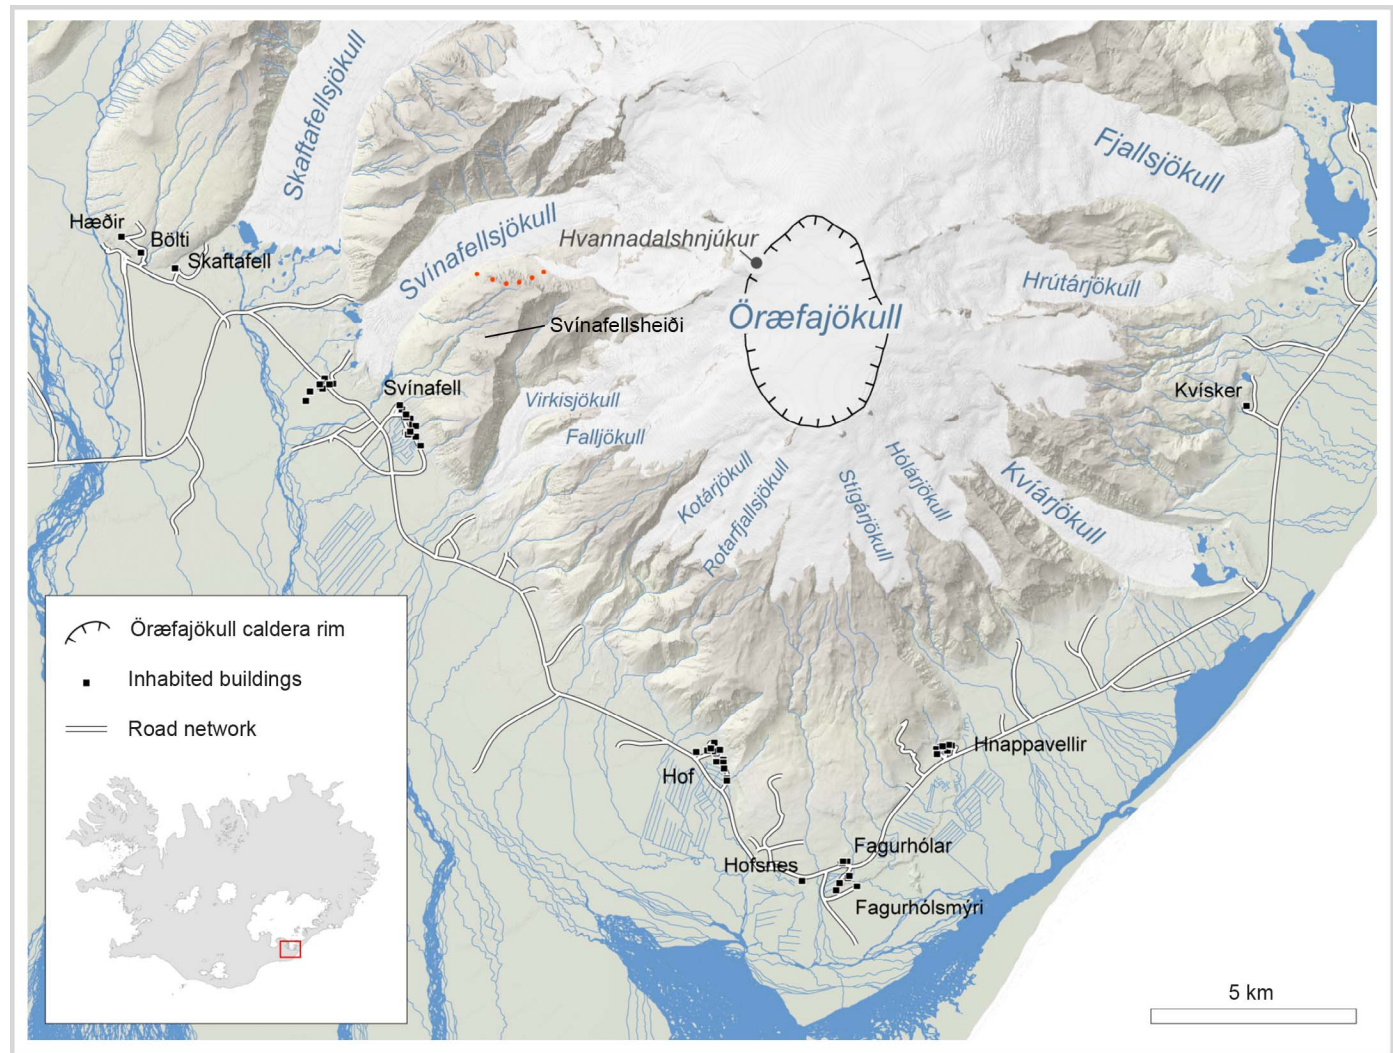 Skaftafellsjökull
Fjallsjökull
Hæðir
Bölti
Skaftafell
Svínafellsjökull
Hvannadalshnjúkur
Hrútárjökull
Öræfajökull
Svínafellsheiði
Svínafell
Virkisjökull
Falljökull
Kvísker
Kotárjökull
Rotarfjallsjökull
Stígárjökull
Hólárjökull
Kvíárjökull
Öræfajökull caldera rim
Inhabited buildings
Road network
Hnappavellir
Hof
Hofsnes
Fagurhólar
Fagurhólsmýri
5 km